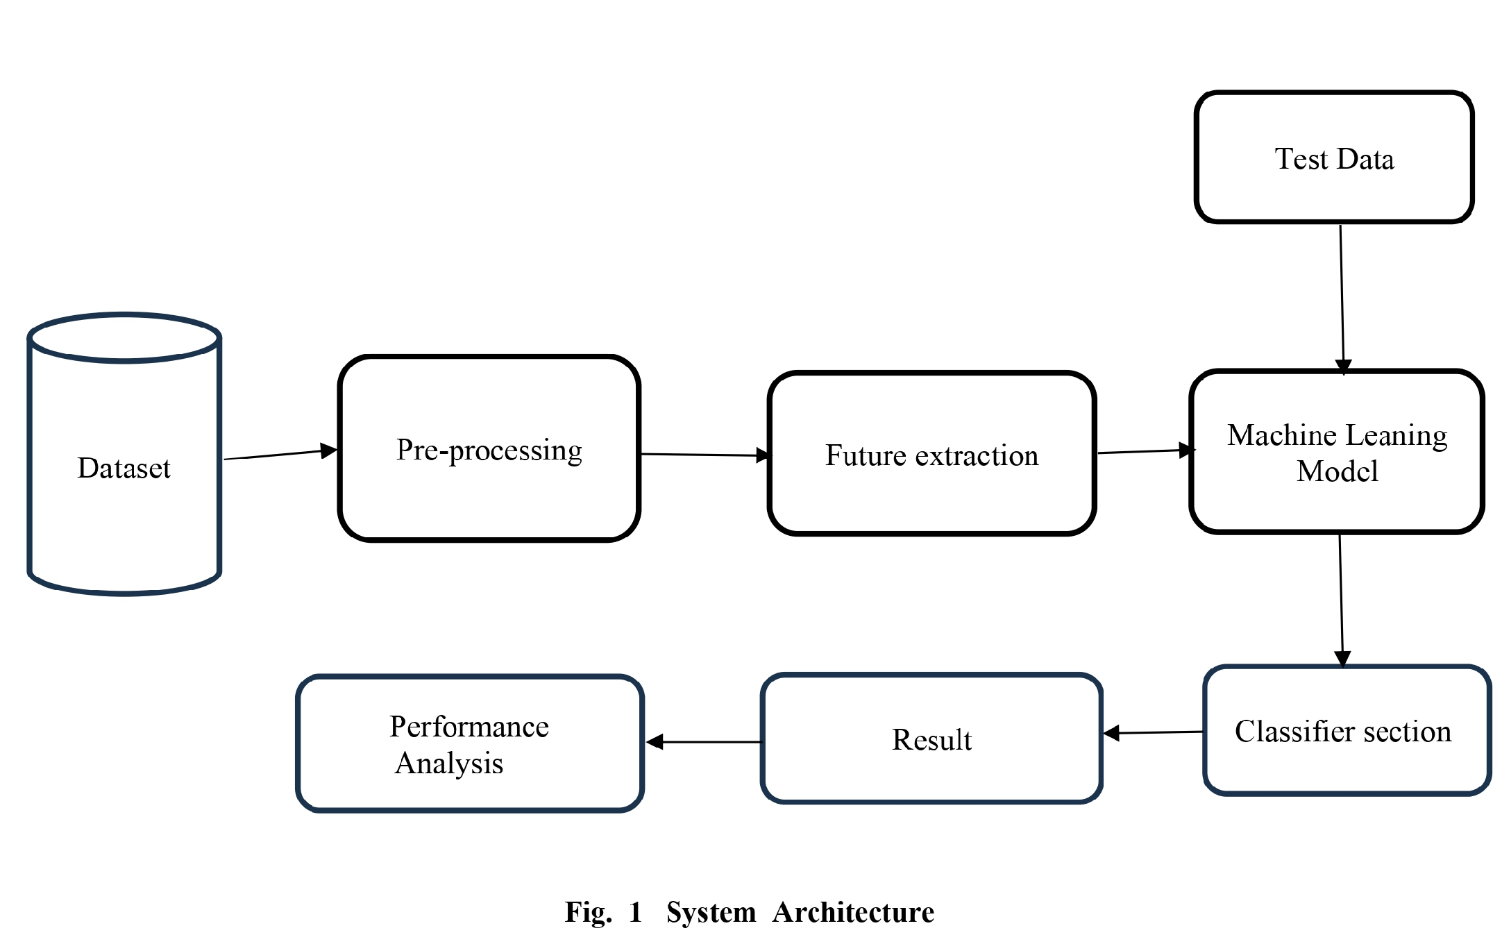 Test Data
Dataset
Pre-processing
Future extraction
Machine Leaning
Model
Performance
Analysis
Result
Classifier section
Fig. 1 System Architecture